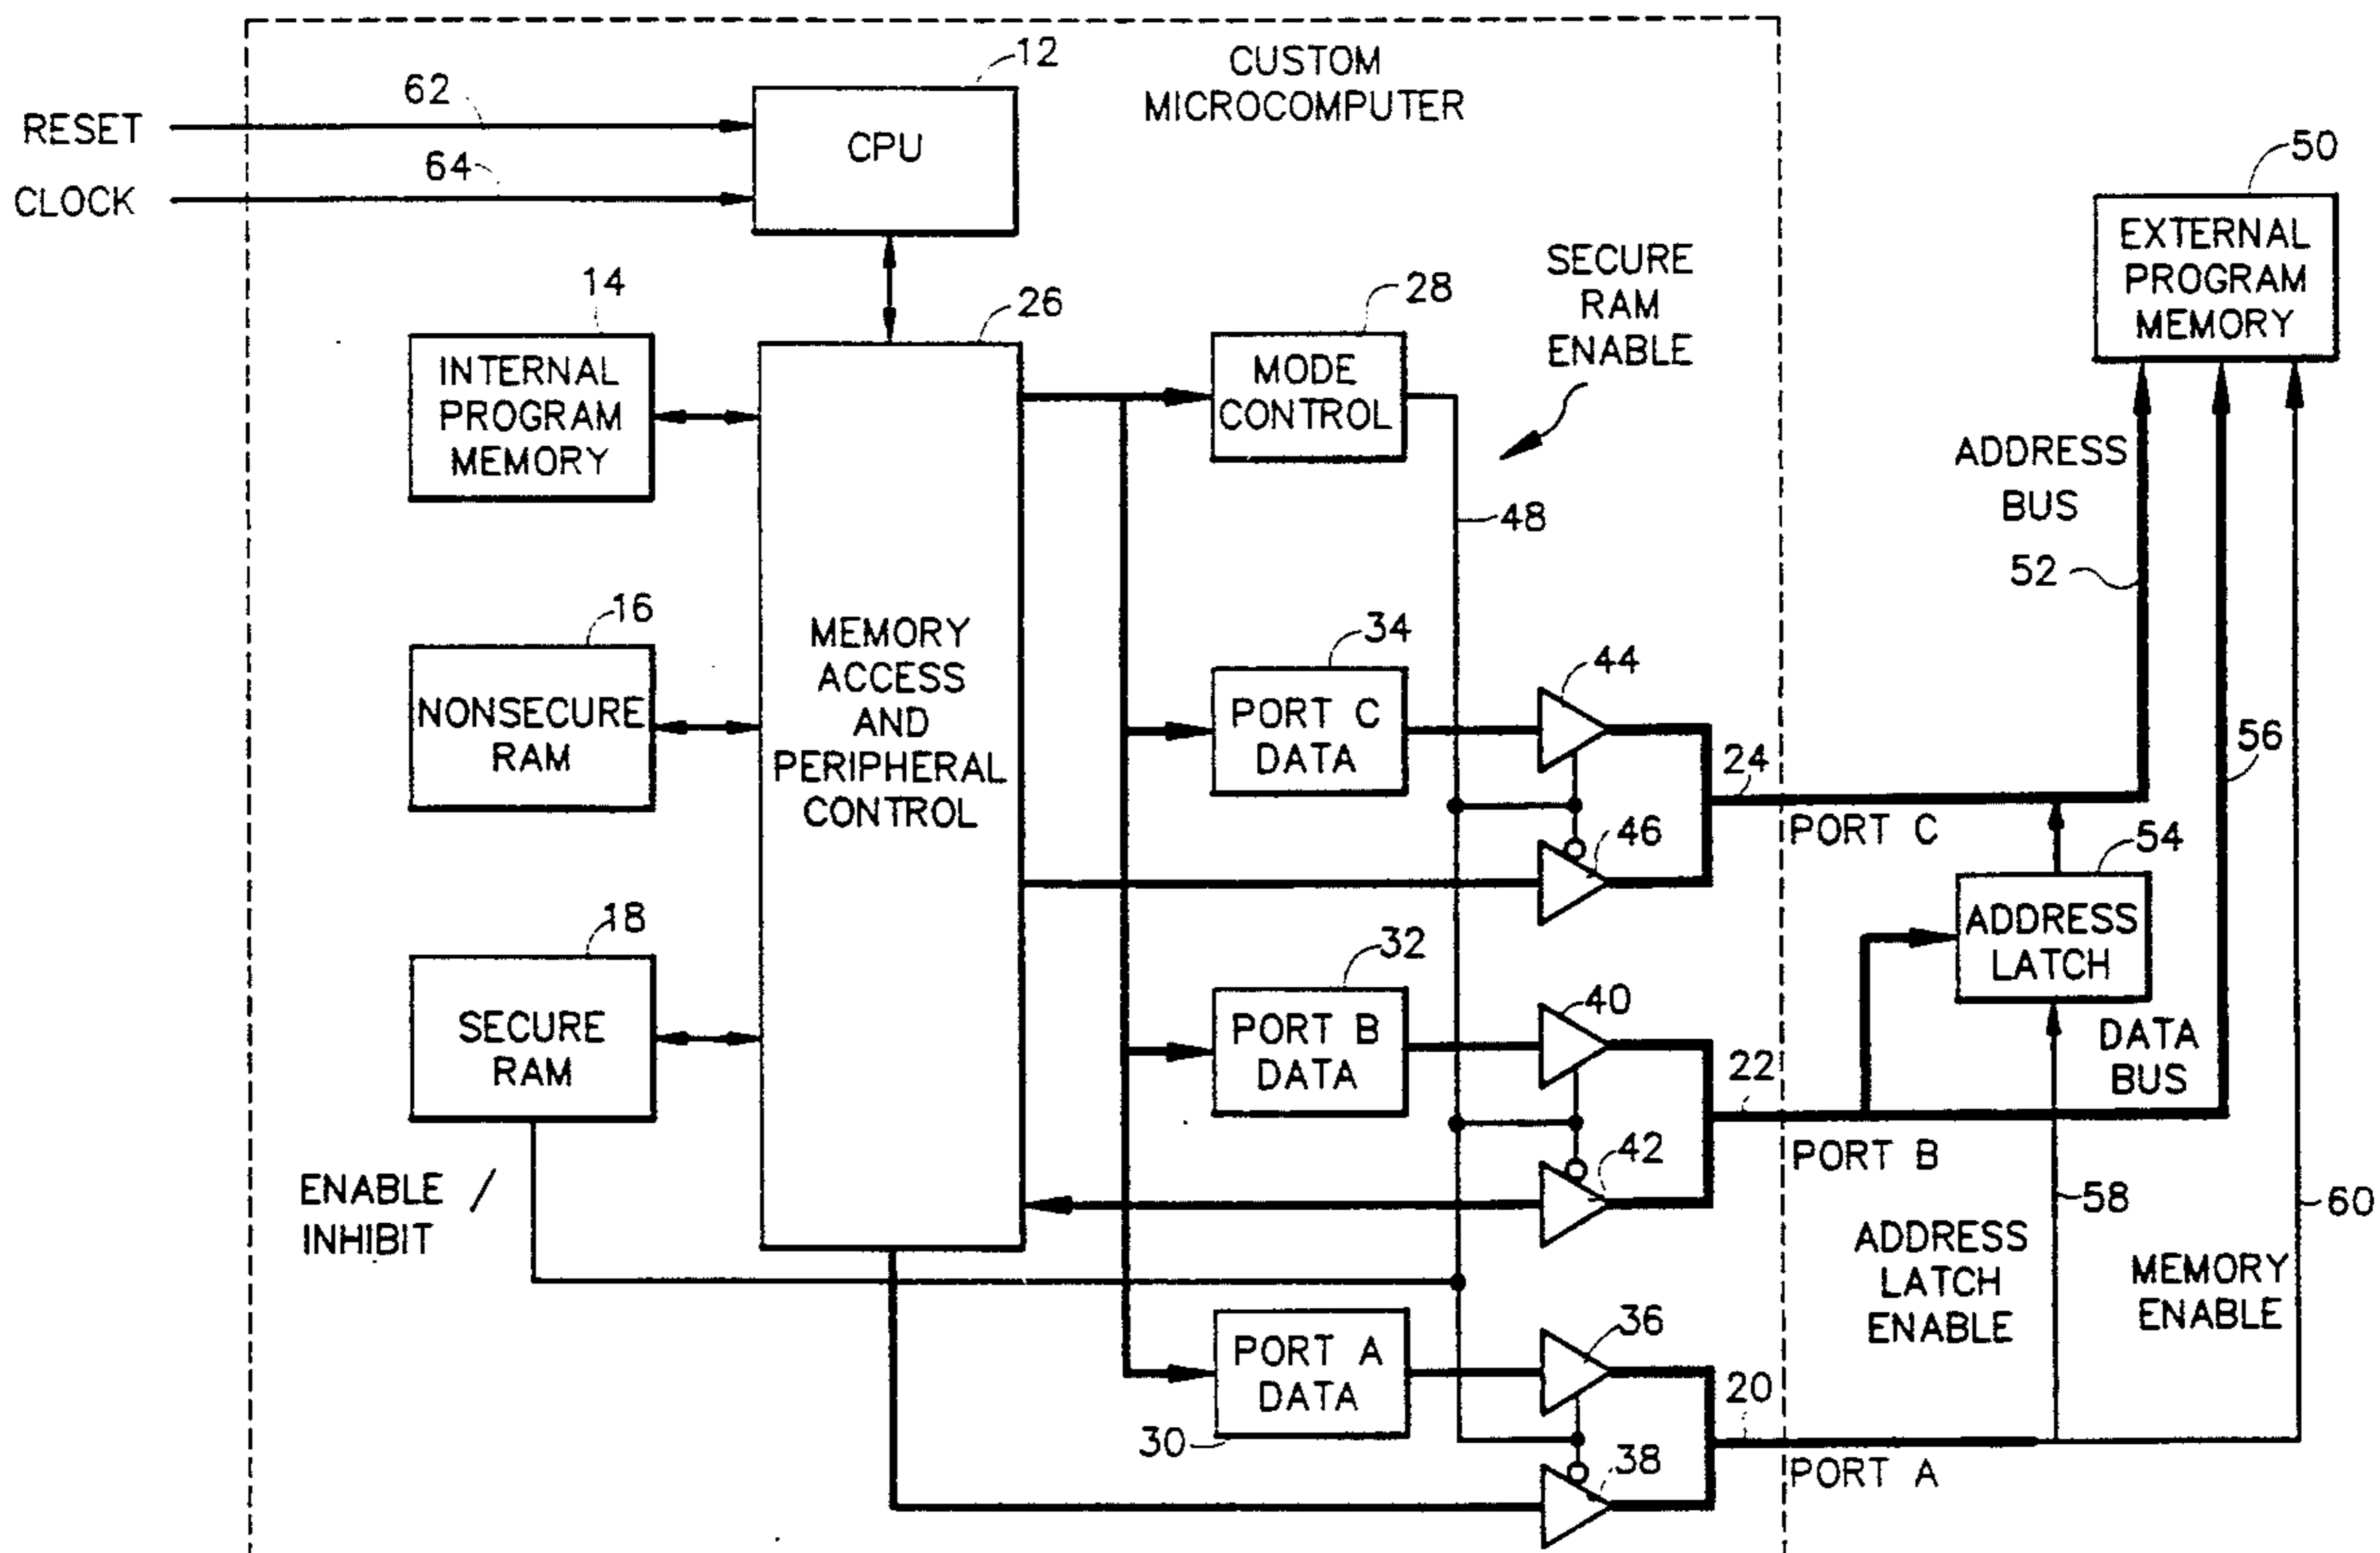 CUSTOM
MICROCOMPUTER
12
62
RESET
CPU
64
CLOCK
50
EXTERNAL
PROGRAM
MEMORY
SECURE
RAM
ENABLE
14
26
28
INTERNAL
PROGRAM
MEMORY
MODE
CONTROL
ADDRESS
BUS
48
52
16
34
44
MEMORY
ACCESS
AND
PERIPHERAL
CONTROL
NONSECURE
RAM
PORT C
DATA
24
56
PORT C
46
54
18
32
40
ADDRESS
LATCH
SECURE
RAM
PORT B
DATA
22
DATA
BUS
PORT B
42
58
60
ENABLE /
INHIBIT
ADDRESS
LATCH
ENABLE
MEMORY
ENABLE
36
PORT A
DATA
20
30
38
PORT A